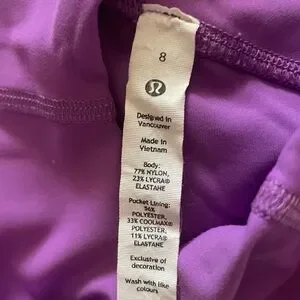 8
Designed in
Vancouver
Made in
Vietnam
Body:
77% NYLON,
23% LYCRA®
ELASTANE
Pocket Lining:
56%
POLYESTER,
33% COOLMAX®
POLYESTER,
11% LYCRA®
ELASTANE
Exclusive of
decoration
Wash with like
colours